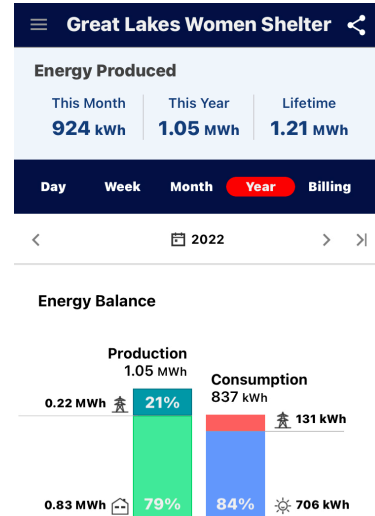 Great Lakes Women Shelter
Energy Produced
This Month This Year Lifetime
924 kWh 1.05 MWh 1.21 MWh
Day Week Month Year Billing
2022
Energy Balance
Production
1.05 MWh
Consumption
837 kWh
0.22 MWh 21%
131 kWh
0.83 MWh 79% 84% 706 kWh